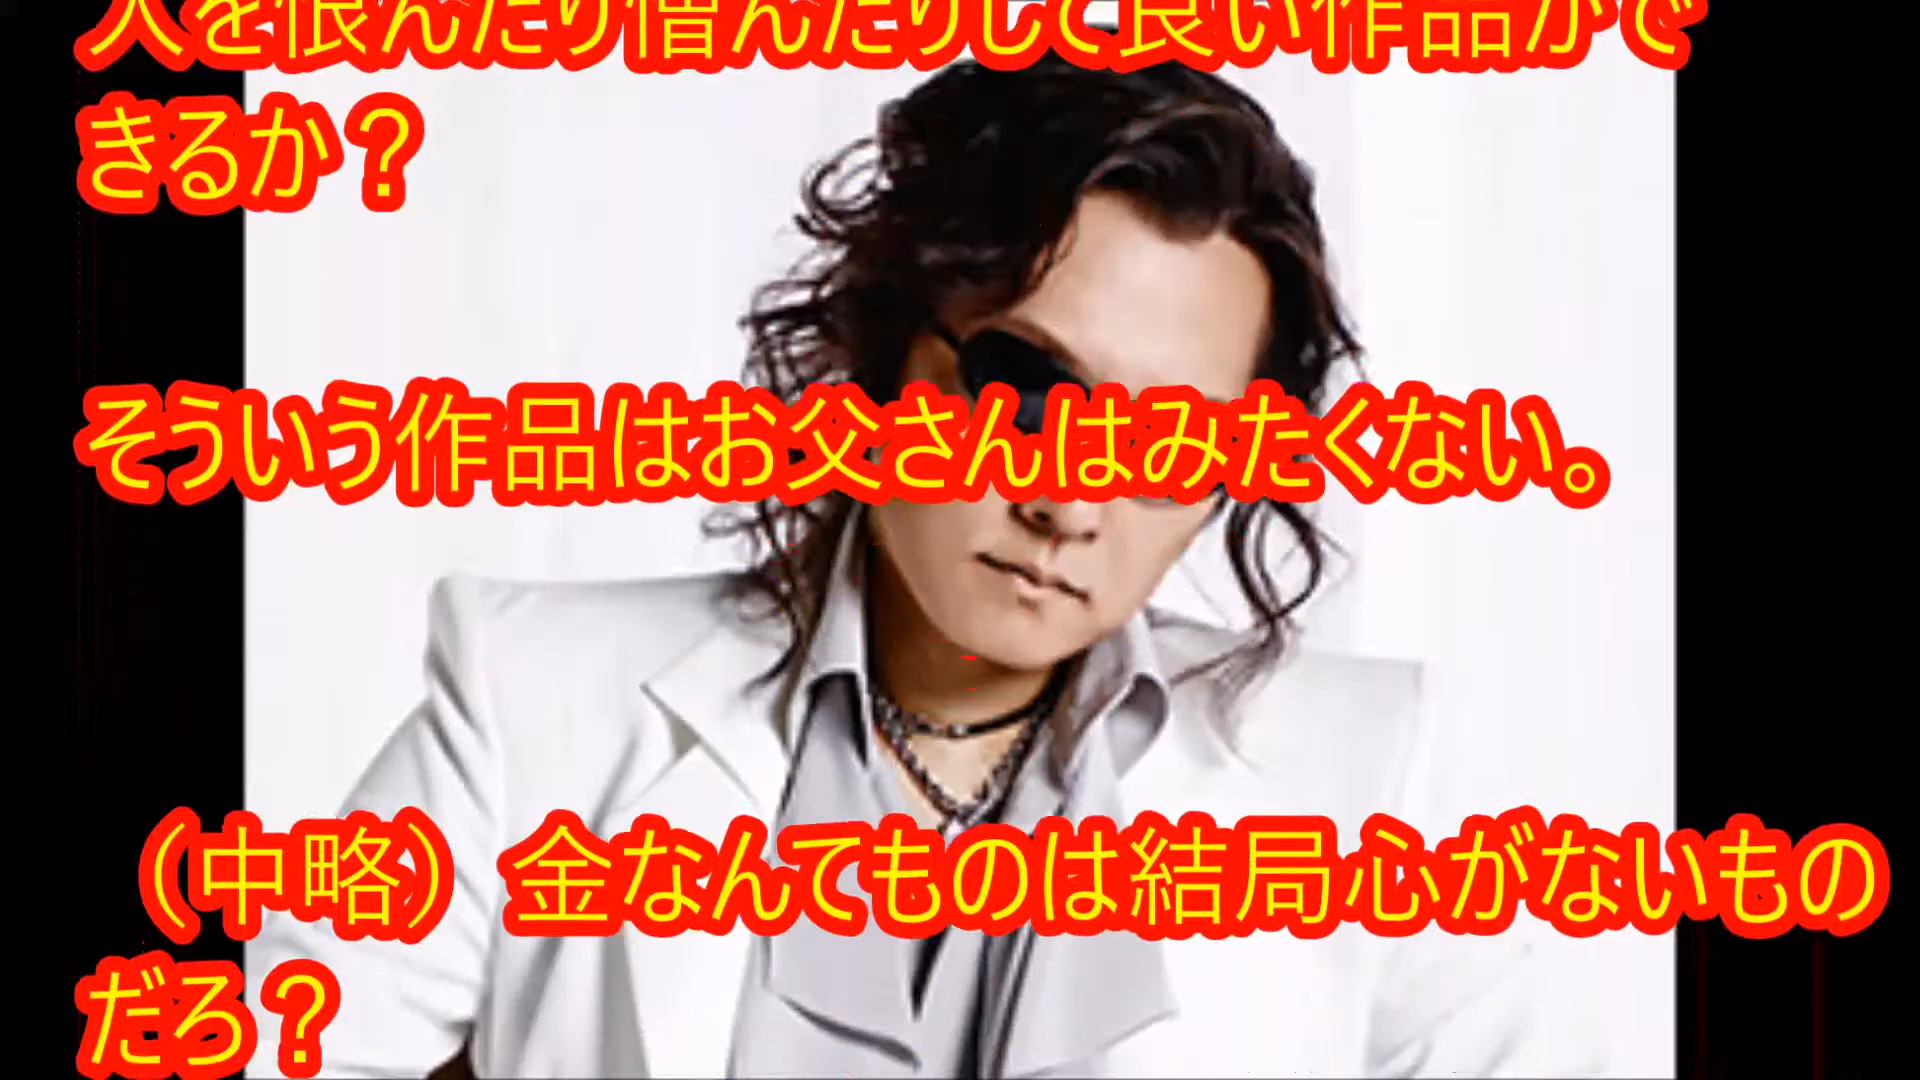 人を恨んだり憎んだりして良い作品がで
きるか？
そういう作品はお父さんはみたくない。
（中略）金なんてものは結局心がないもの
だろ？